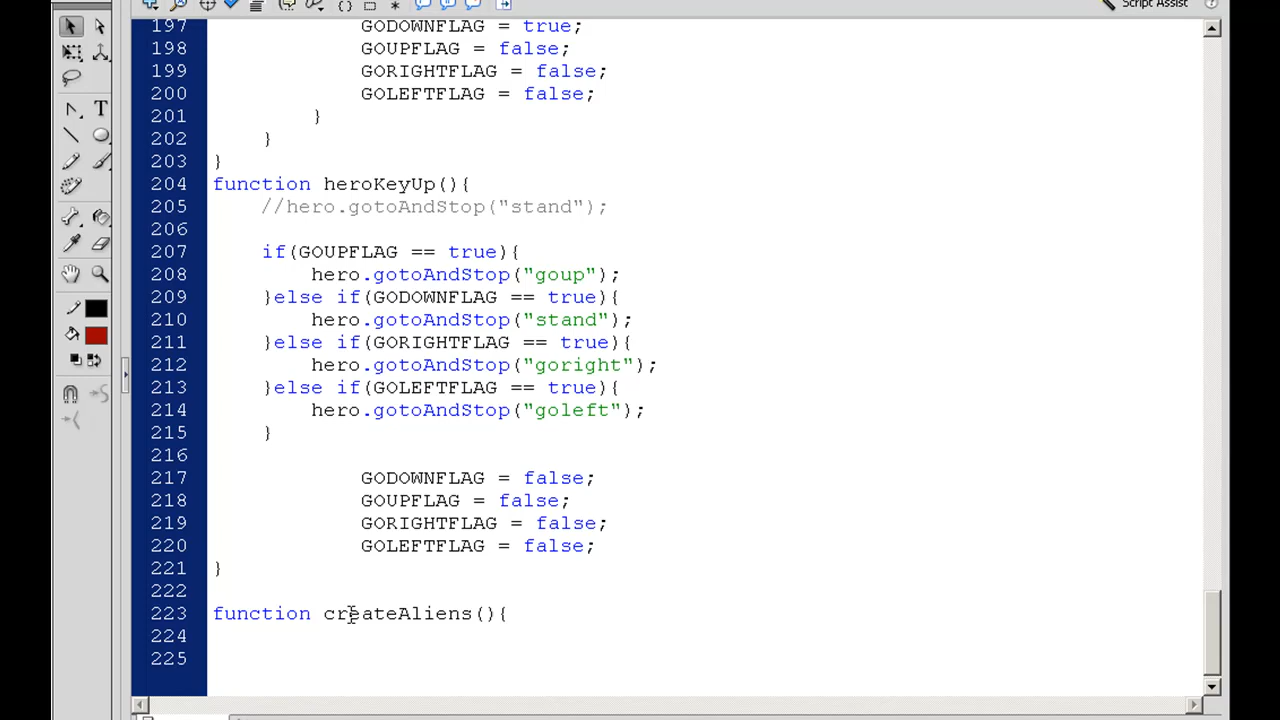 Script Assist
197 GODOWNFLAG = true;
198 GOUPFLAG = false;
199 GORIGHTFLAG = false;
200 GOLEFTFLAG = false;
201 }
202 }
203 }
204 function heroKeyUp(){
205 //hero.gotoAndStop("stand");
206
207 if(GOUPFLAG == true){
208 hero.gotoAndStop("goup");
209 }else if(GODOWNFLAG == true){
210 hero.gotoAndStop("stand");
211 }else if(GORIGHTFLAG == true){
212 hero.gotoAndStop("goright");
213 }else if(GOLEFTFLAG == true){
214 hero.gotoAndStop("goleft");
215 }
216
217 GODOWNFLAG = false;
218 GOUPFLAG = false;
219 GORIGHTFLAG = false;
220 GOLEFTFLAG = false;
221 }
222
223 function createAliens(){
224
225